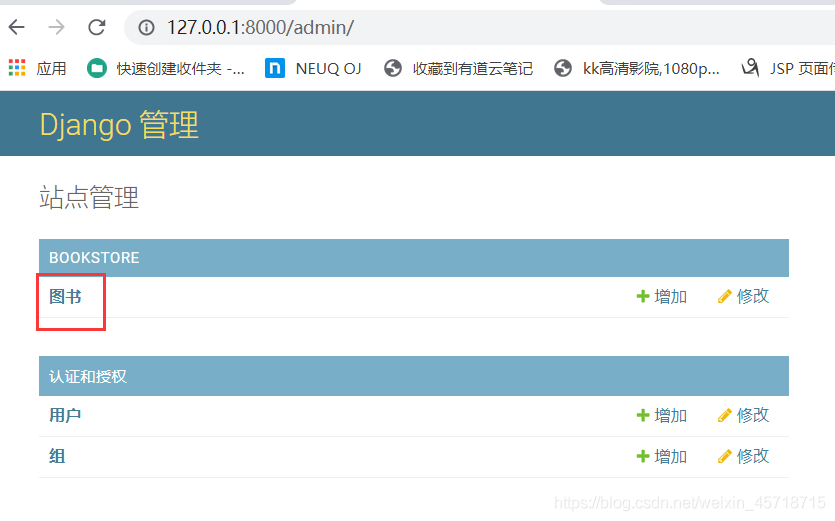 127.0.0.1:8000/admin/
应用 快速创建收件夹 -... n NEUQ OJ 收藏到有道云笔记 kk高清影院,1080p... JSP 页面传
Django 管理
站点管理
BOOKSTORE
图书 增加 修改
认证和授权
用户 增加 修改
组 增加 修改
https://blog.csdn.net/weixin_45718715